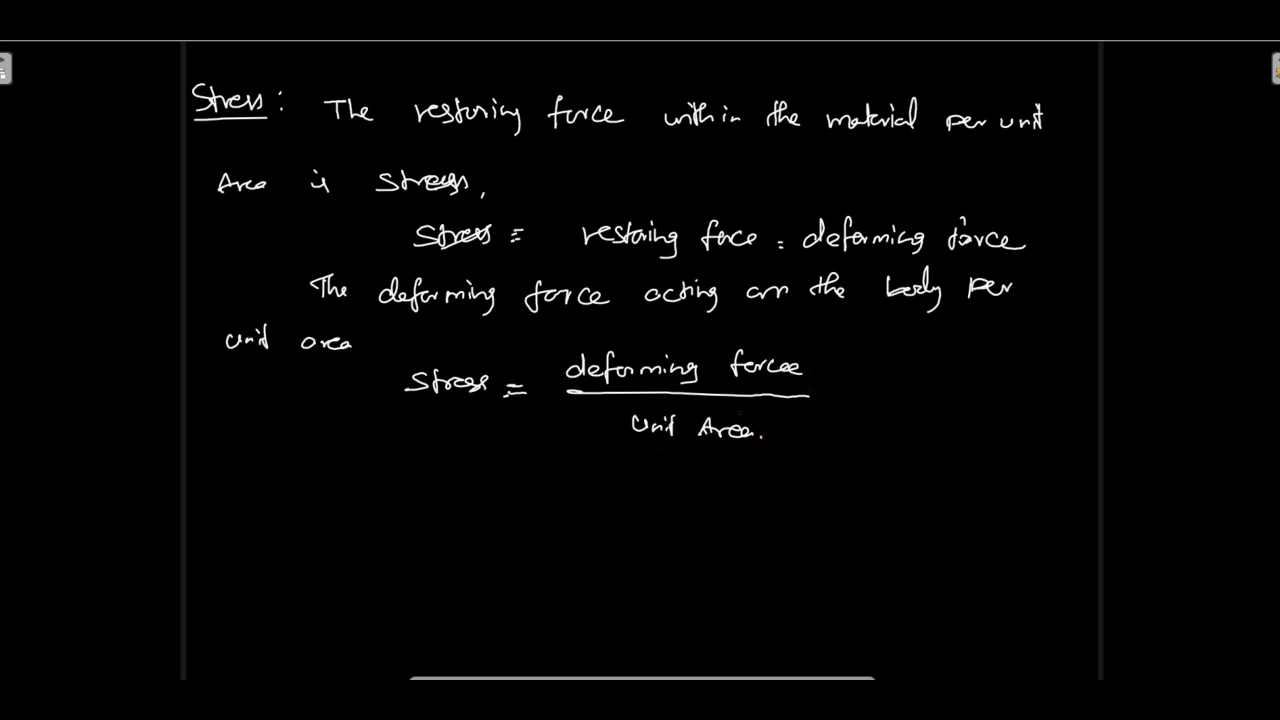 Stress: The restoring force within the material per unit
Area is stress,
Stress = restoring force = deforming force
The deforming force acting on the body per
unit area
Stress = deforming force
Unit Area.